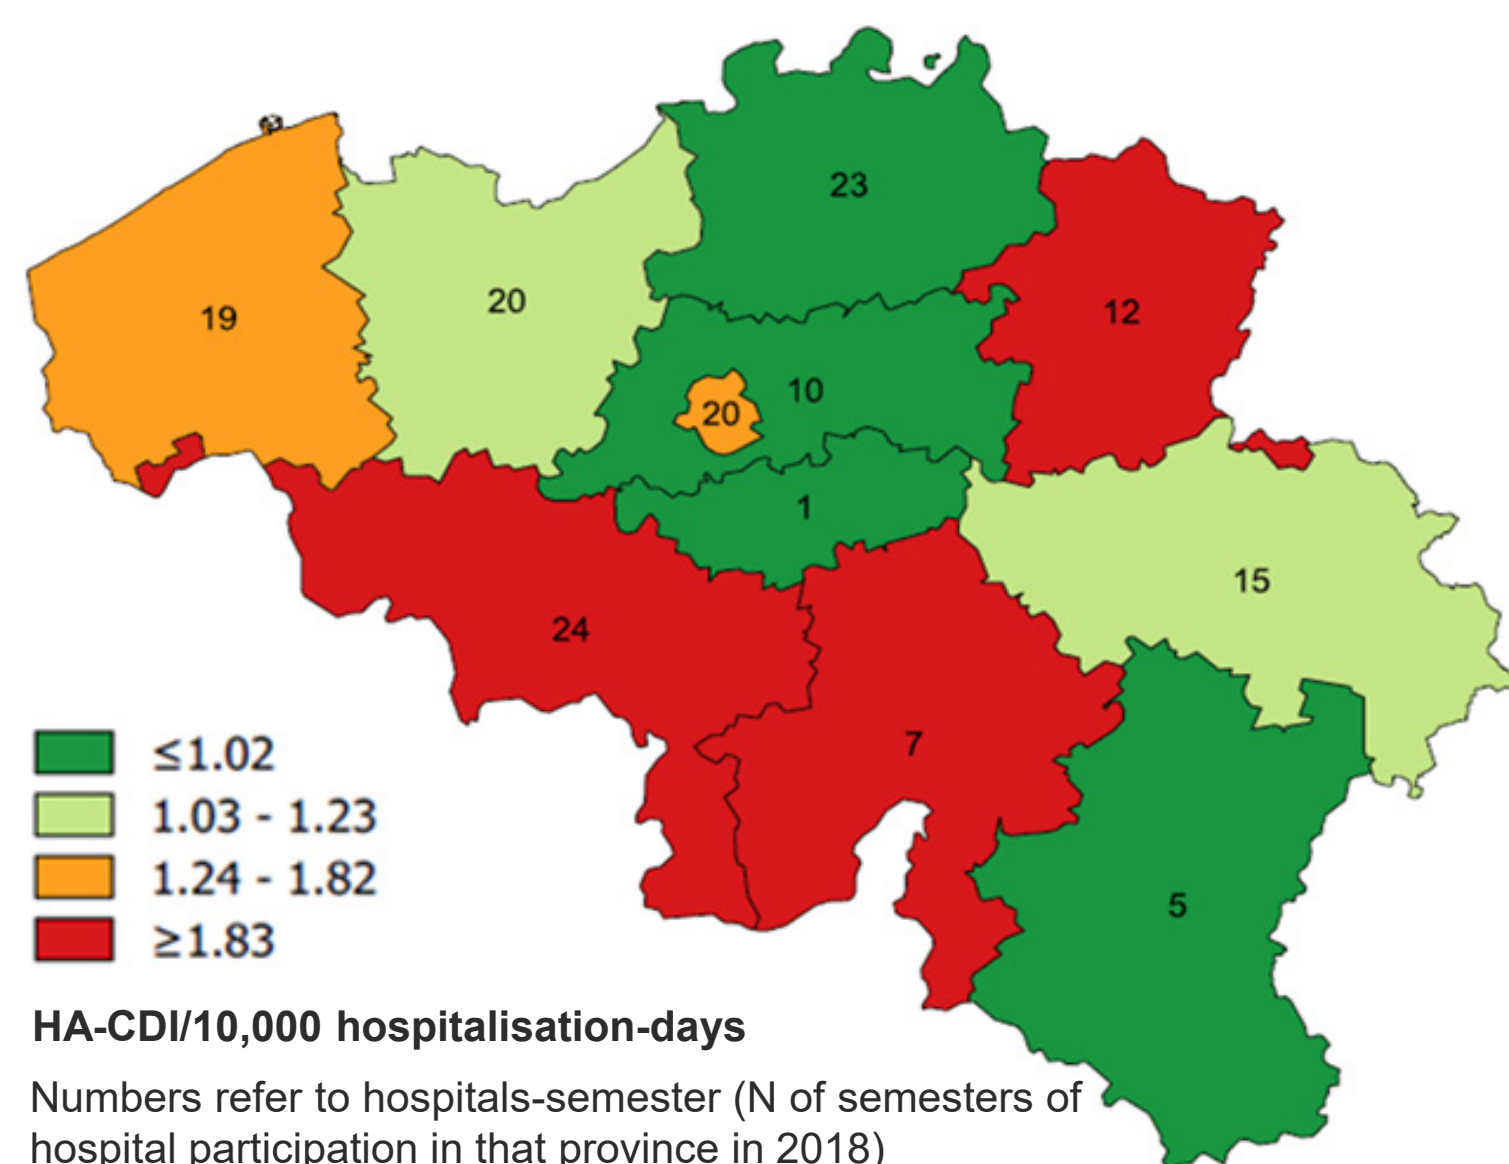 23
19
20
12
10
20
1
15
24
7
5
≤1.02
1.03 - 1.23
1.24 - 1.82
≥1.83
HA-CDI/10,000 hospitalisation-days
Numbers refer to hospitals-semester (N of semesters of
hospital participation in that province in 2018)